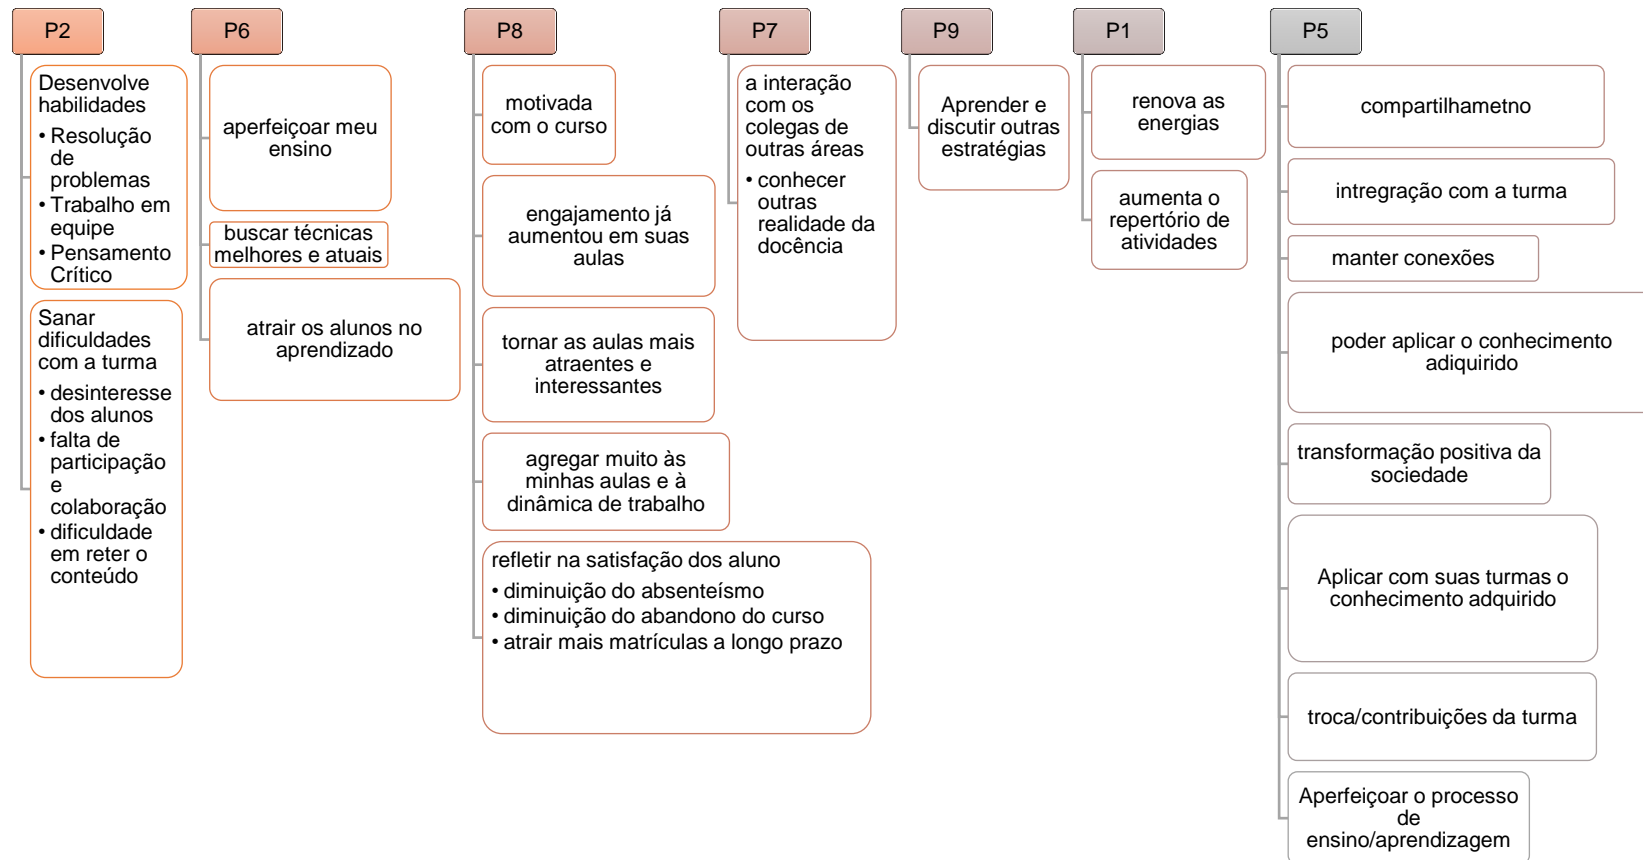 P2
Desenvolve
habilidades
• Resolução
de
problemas
• Trabalho em
equipe
• Pensamento
Crítico
Sanar
dificuldades
com a turma
• desinteresse
dos alunos
• falta de
participação
e
colaboração
• dificuldade
em reter o
conteúdo
P6
aperfeiçoar meu
ensino
buscar técnicas
melhores e atuais
atrair os alunos no
aprendizado
P8
motivada
com o curso
engajamento já
aumentou em suas
aulas
tornar as aulas mais
atraentes e
interessantes
agregar muito às
minhas aulas e à
dinâmica de trabalho
refletir na satisfação dos aluno
• diminuição do absenteísmo
• diminuição do abandono do curso
• atrair mais matrículas a longo prazo
P7
a interação
com os
colegas de
outras áreas
• conhecer
outras
realidade da
docência
P9
Aprender e
discutir outras
estratégias
P1
renova as
energias
aumenta o
repertório de
atividades
P5
compartilhametno
intregração com a turma
manter conexões
poder aplicar o conhecimento
adiquirido
transformação positiva da
sociedade
Aplicar com suas turmas o
conhecimento adquirido
troca/contribuições da turma
Aperfeiçoar o processo
de
ensino/aprendizagem